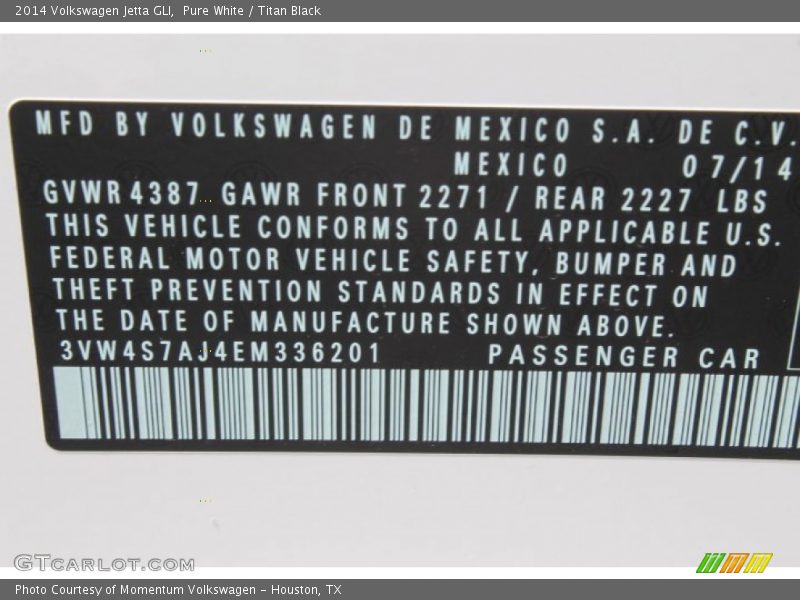 2014 Volkswagen Jetta GLI,  Pure White / Titan Black
MFD BY VOLKSWAGEN DE MEXICO S.A. DE C.V.
MEXICO 07/14
GVWR 4387 GAWR FRONT 2271 / REAR 2227 LBS
THIS VEHICLE CONFORMS TO ALL APPLICABLE U.S.
FEDERAL MOTOR VEHICLE SAFETY, BUMPER AND
THEFT PREVENTION STANDARDS IN EFFECT ON
THE DATE OF MANUFACTURE SHOWN ABOVE.
3VW4S7AJ4EM336201 PASSENGER CAR
GTCARLOT.COM
Photo Courtesy of Momentum Volkswagen - Houston, TX